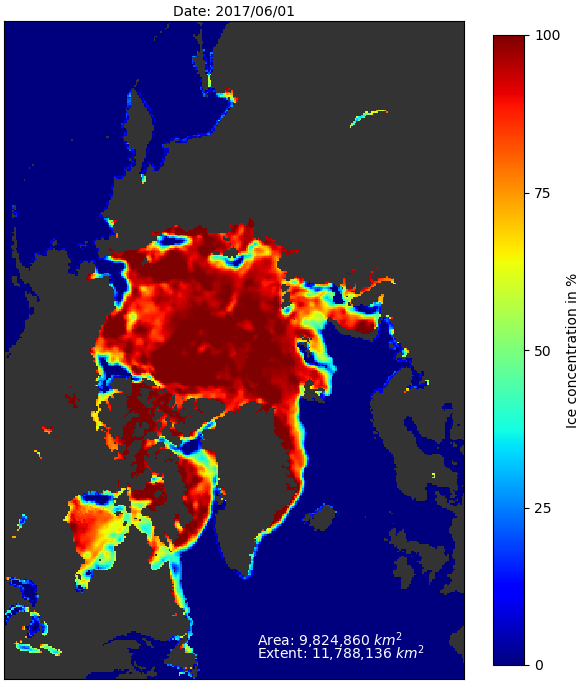 Date: 2017/06/01
100
75
50
25
0
Ice concentration in %
Area: 9,824,860 km²
Extent: 11,788,136 km²